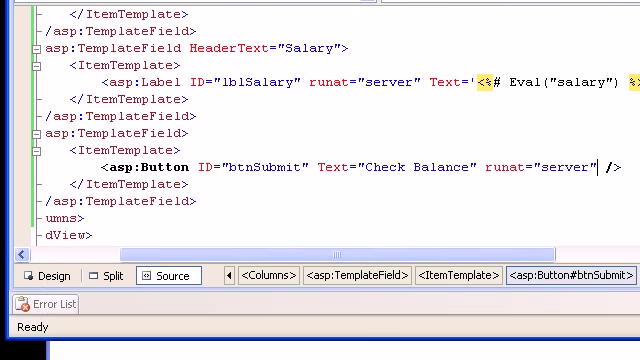 </ItemTemplate>
/asp:TemplateField>
asp:TemplateField HeaderText="Salary">
<ItemTemplate>
<asp:Label ID="lblSalary" runat="server" Text='<%# Eval("salary") %>
</ItemTemplate>
/asp:TemplateField>
asp:TemplateField>
<ItemTemplate>
<asp:Button ID="btnSubmit" Text="Check Balance" runat="server" />
</ItemTemplate>
/asp:TemplateField>
umns>
dView>
Design Split Source <Columns> <asp:TemplateField> <ItemTemplate> <asp:Button#btnSubmit>
Error List
Ready